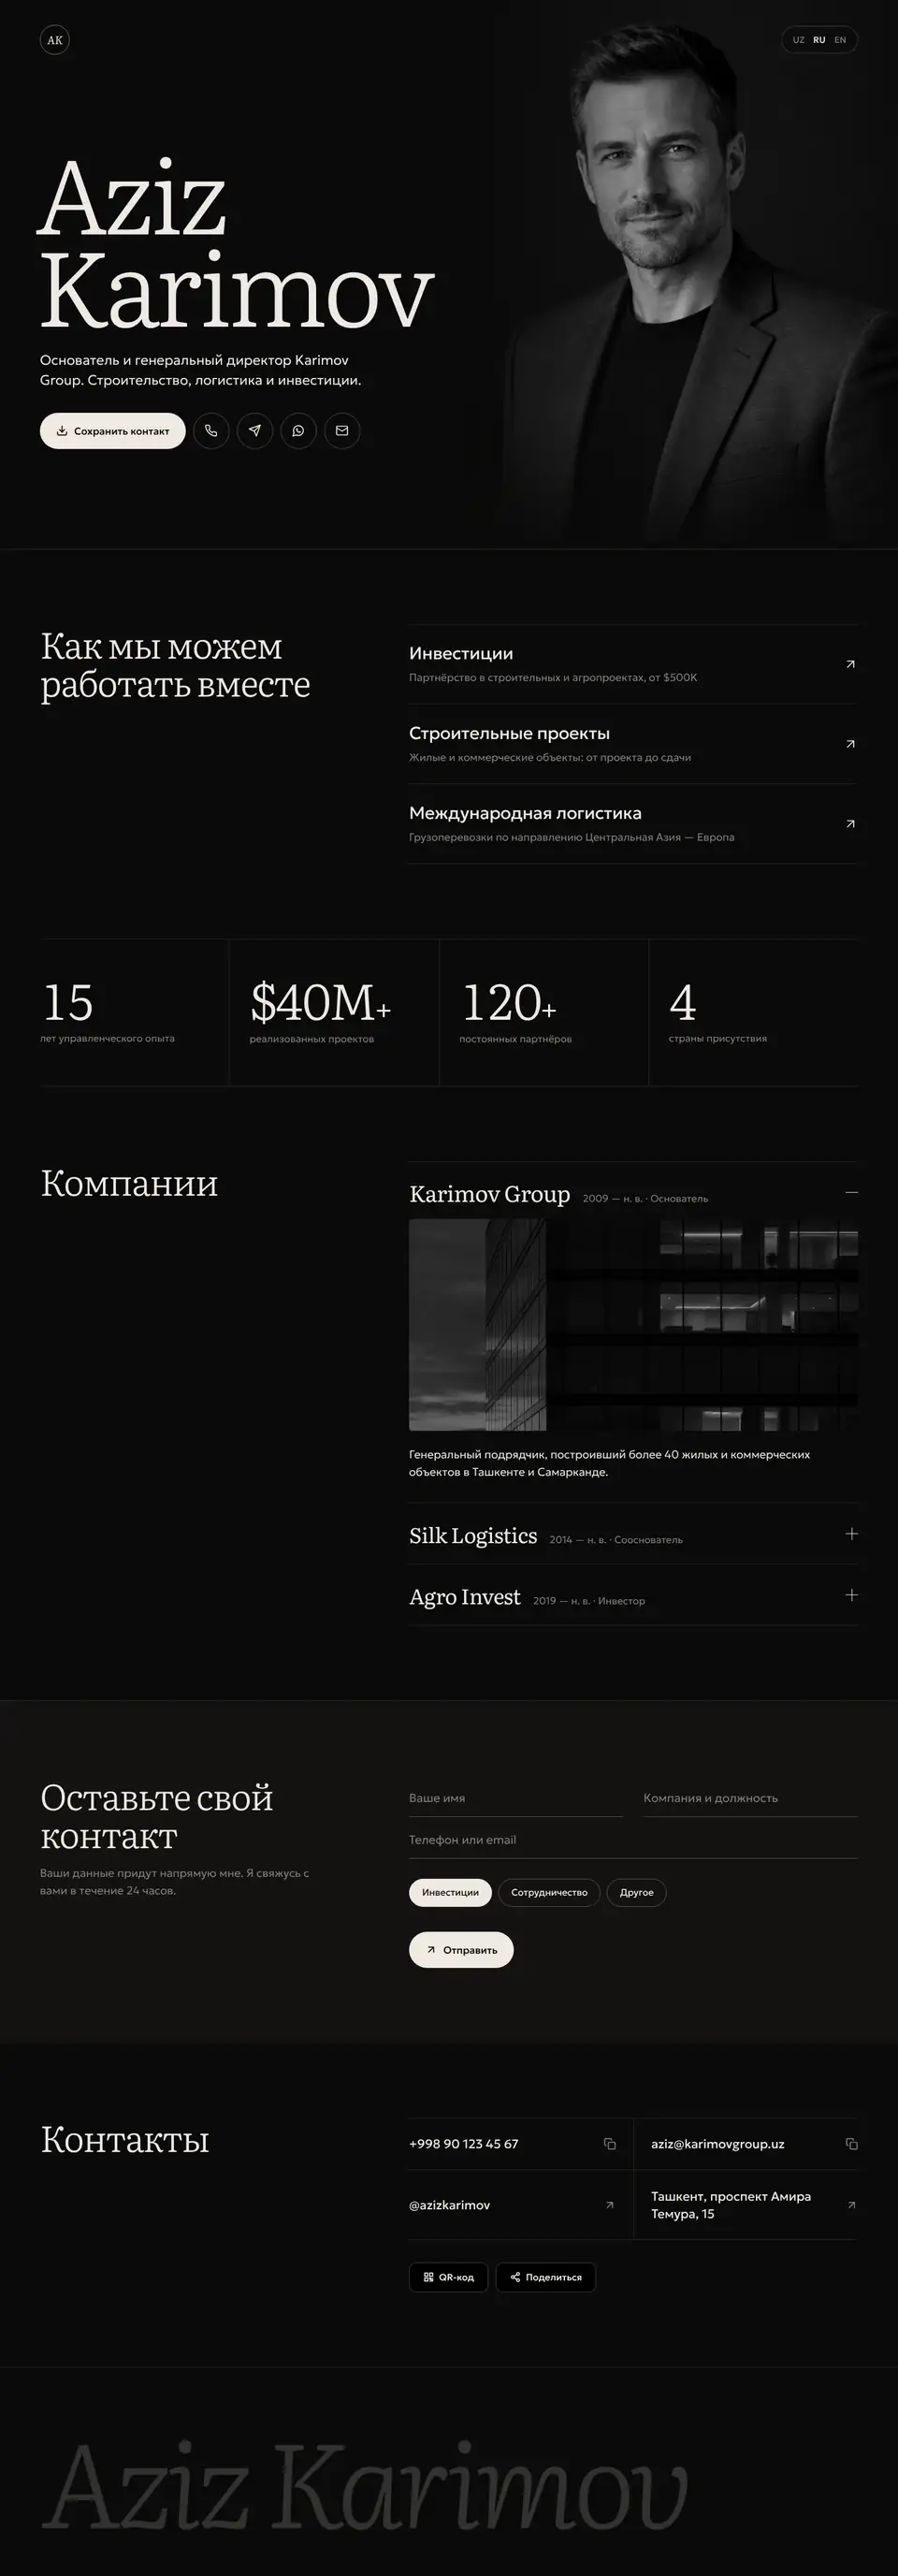 AK
UZ RU EN
Aziz
Karimov
Основатель и генеральный директор Karimov
Group. Строительство, логистика и инвестиции.
Сохранить контакт
Как мы можем
работать вместе
Инвестиции
Партнёрство в строительных и агропроектах, от $500K
Строительные проекты
Жилые и коммерческие объекты: от проекта до сдачи
Международная логистика
Грузоперевозки по направлению Центральная Азия — Европа
15
лет управленческого опыта
$40M+
реализованных проектов
120+
постоянных партнёров
4
страны присутствия
Компании
Karimov Group 2009 — н. в. · Основатель
Генеральный подрядчик, построивший более 40 жилых и коммерческих
объектов в Ташкенте и Самарканде.
Silk Logistics 2014 — н. в. · Сооснователь
Agro Invest 2019 — н. в. · Инвестор
Оставьте свой
контакт
Ваши данные придут напрямую мне. Я свяжусь с
вами в течение 24 часов.
Ваше имя
Компания и должность
Телефон или email
Инвестиции
Сотрудничество
Другое
Отправить
Контакты
+998 90 123 45 67
aziz@karimovgroup.uz
@azizkarimov
Ташкент, проспект Амира
Темура, 15
QR-код
Поделиться
Aziz Karimov